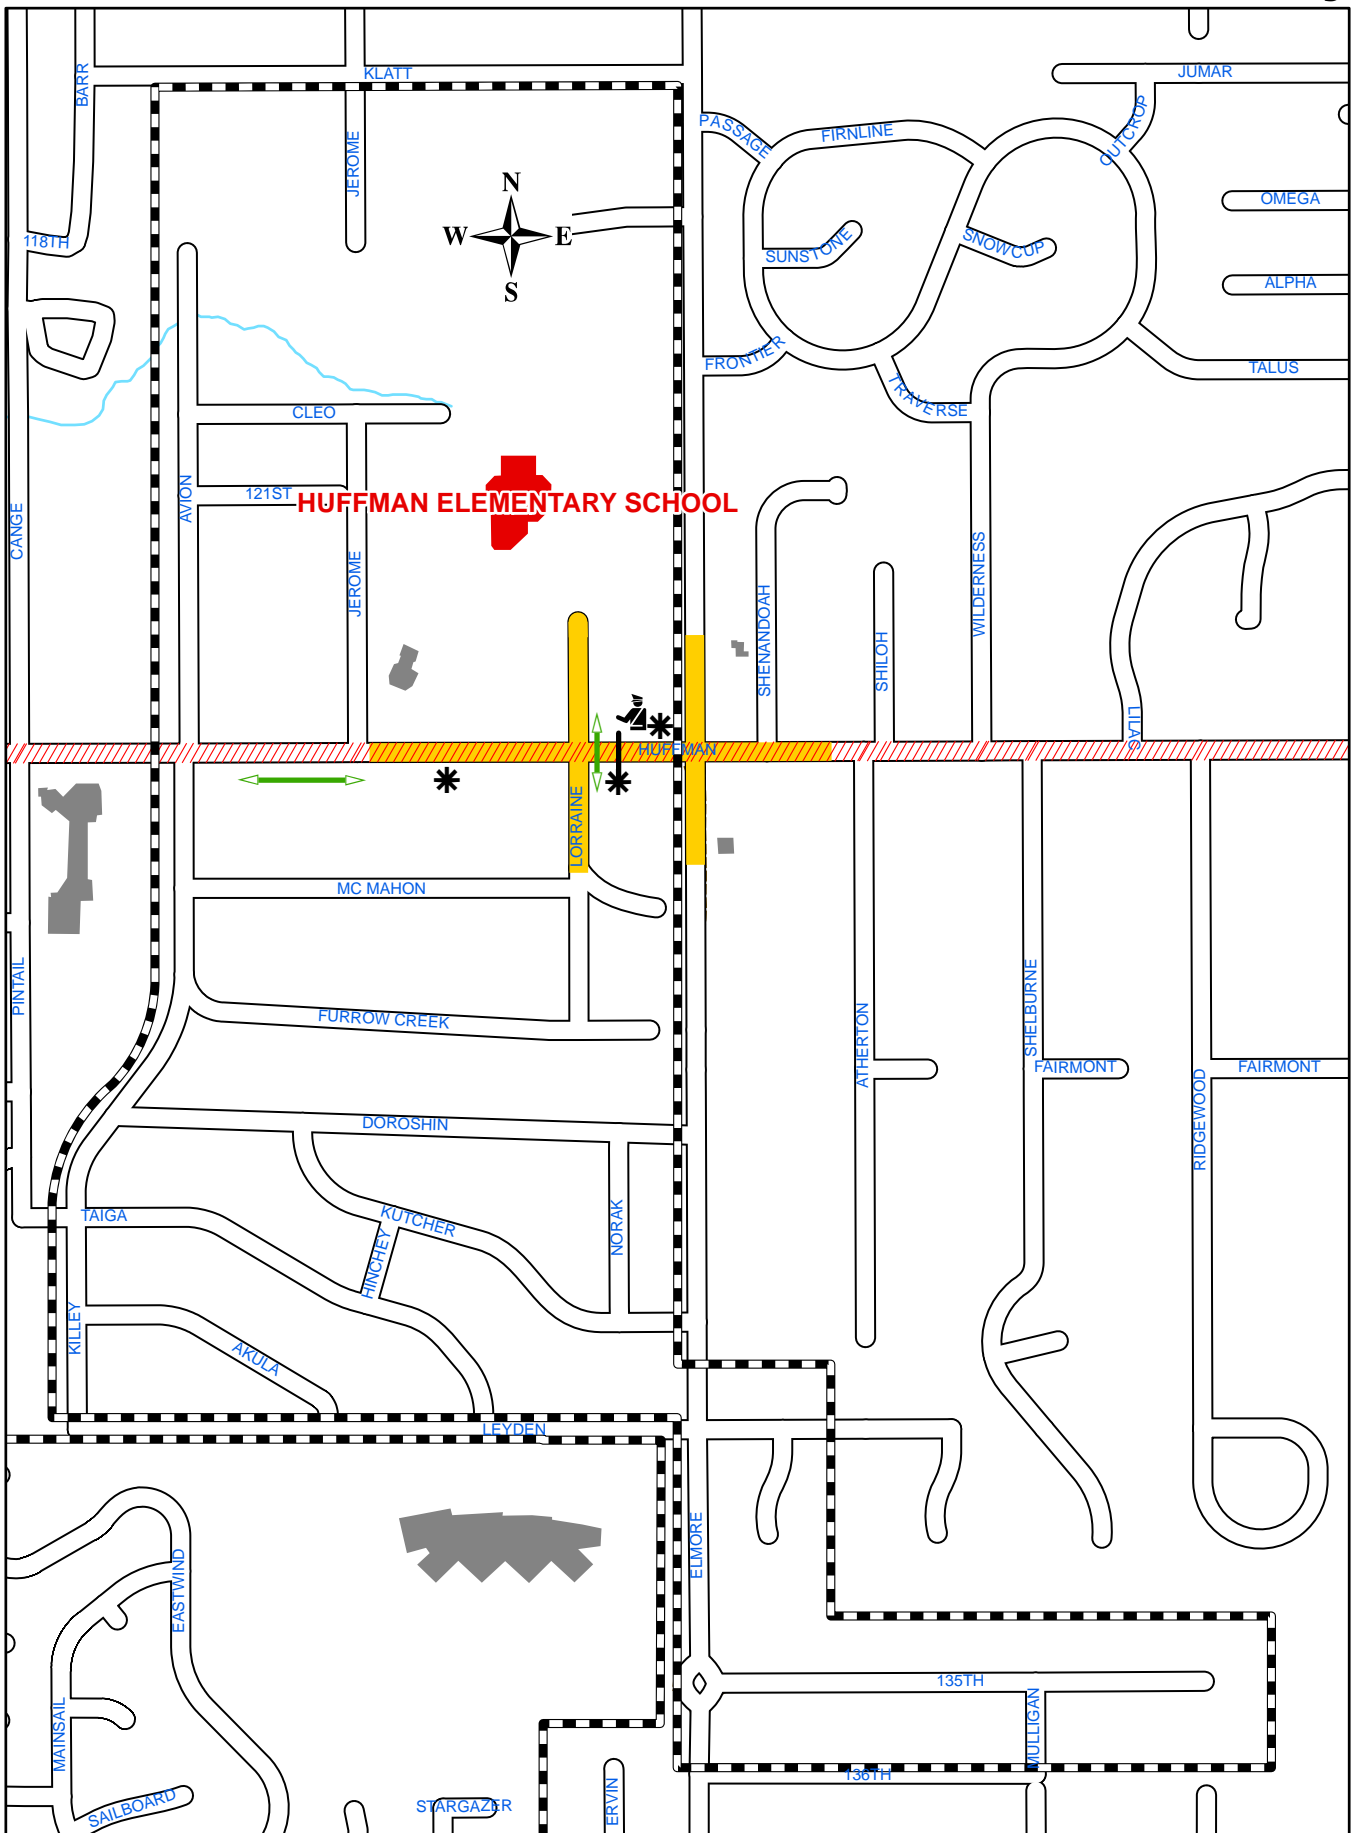 KLATT
JUMAR
BARR
OUTCROP
PASSAGE
FIRNLINE
JEROME
N
W
E
S
OMEGA
118TH
SUNSTONE
SNOWCUP
ALPHA
FRONTIER
TALUS
TRAVERSE
CLEO
AVION
121ST
HUFFMAN ELEMENTARY SCHOOL
CANGE
JEROME
SHENANDOAH
WILDERNESS
SHILOH
LILAC
HUFFMAN
LORRAINE
MC MAHON
PINTAIL
FURROW CREEK
ATHERTON
SHELBURNE
FAIRMONT
FAIRMONT
RIDGEWOOD
DOROSHIN
TAIGA
KUTCHER
NORAK
HINCHEY
KILLEY
AKULA
LEYDEN
ELMORE
EASTWIND
135TH
MAINSAIL
MULLIGAN
136TH
SAILBOARD
STARGAZER
ERVIN